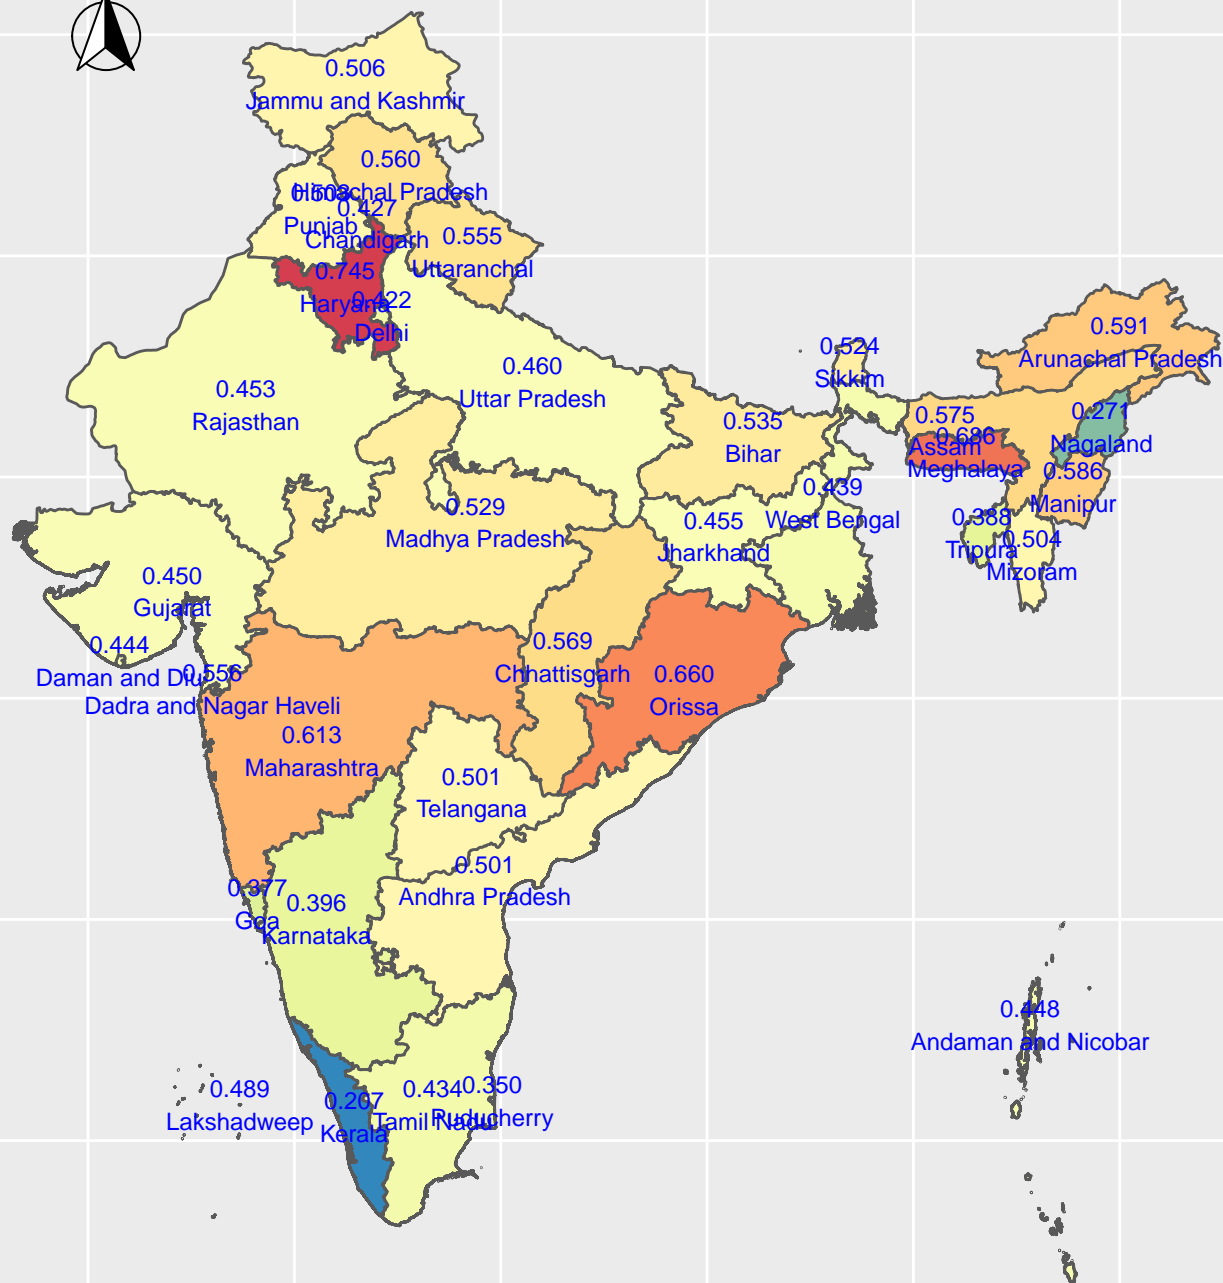 0.506
Jammu and Kashmir
0.560
Himachal Pradesh
Punjab
0.427
Chandigarh
0.555
Uttaranchal
0.745
Haryana
0.422
Delhi
0.591
Arunachal Pradesh
0.524
Sikkim
0.460
Uttar Pradesh
0.453
Rajasthan
0.535
Bihar
0.575
Assam
0.271
Nagaland
0.686
Meghalaya
0.586
Manipur
0.439
West Bengal
0.529
Madhya Pradesh
0.455
Jharkhand
0.388
Tripura
0.504
Mizoram
0.450
Gujarat
0.444
Daman and Diu
0.556
Dadra and Nagar Haveli
0.569
Chhattisgarh
0.660
Orissa
0.613
Maharashtra
0.501
Telangana
0.501
Andhra Pradesh
0.377
Goa
0.396
Karnataka
0.448
Andaman and Nicobar
0.489
Lakshadweep
0.207
Kerala
0.434
Tamil Nadu
0.350
Puducherry